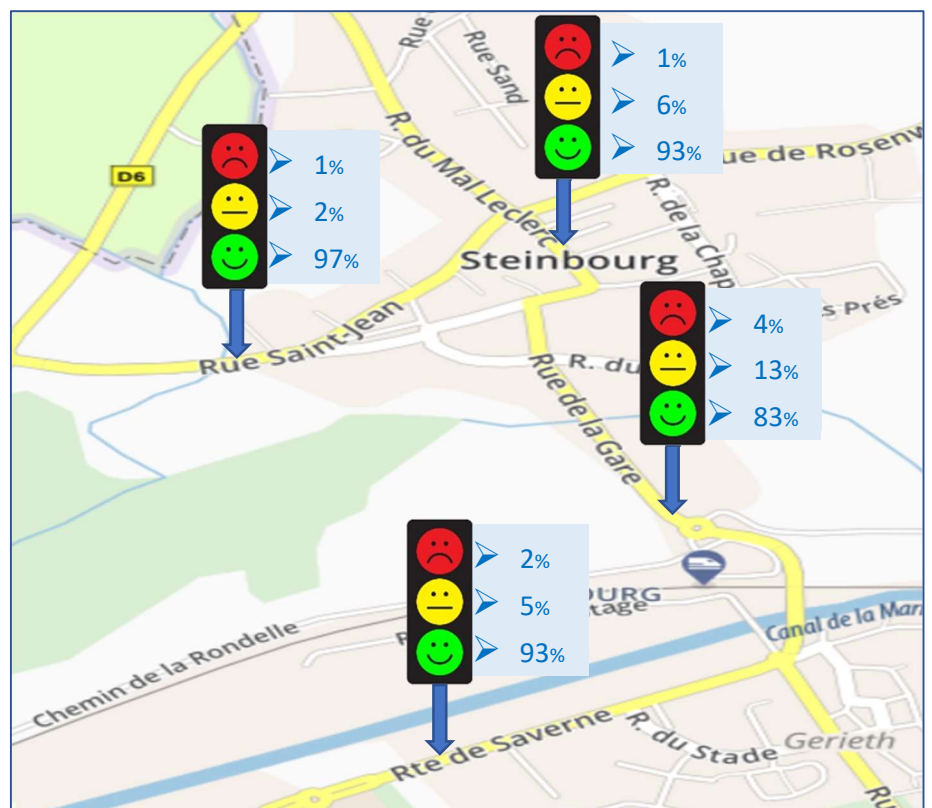 Rue
Rue Sand
1%
6%
93%
R. du Mal Leclerc
ue de Rosenw
D6
1%
2%
97%
R. de la Chap
Steinbourg
s Prés
4%
13%
83%
Rue Saint-Jean
R. du
Rue de la Gare
2%
5%
93%
OURG
tage
Canal de la Mar
Chemin de la Rondelle
Rte de Saverne
R. du Stade
Gerieth
Ru